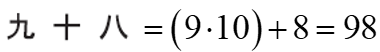 九 十 八 = (9·10) + 8 = 98